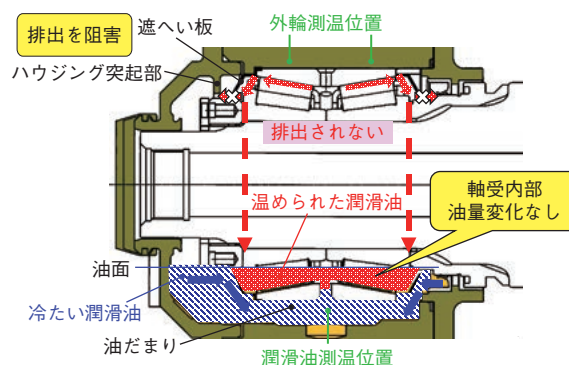 外輪測温位置
排出を阻害
遮へい板
ハウジング突起部
排出されない
温められた潤滑油
軸受内部
油量変化なし
油面
冷たい潤滑油
油だまり
潤滑油測温位置